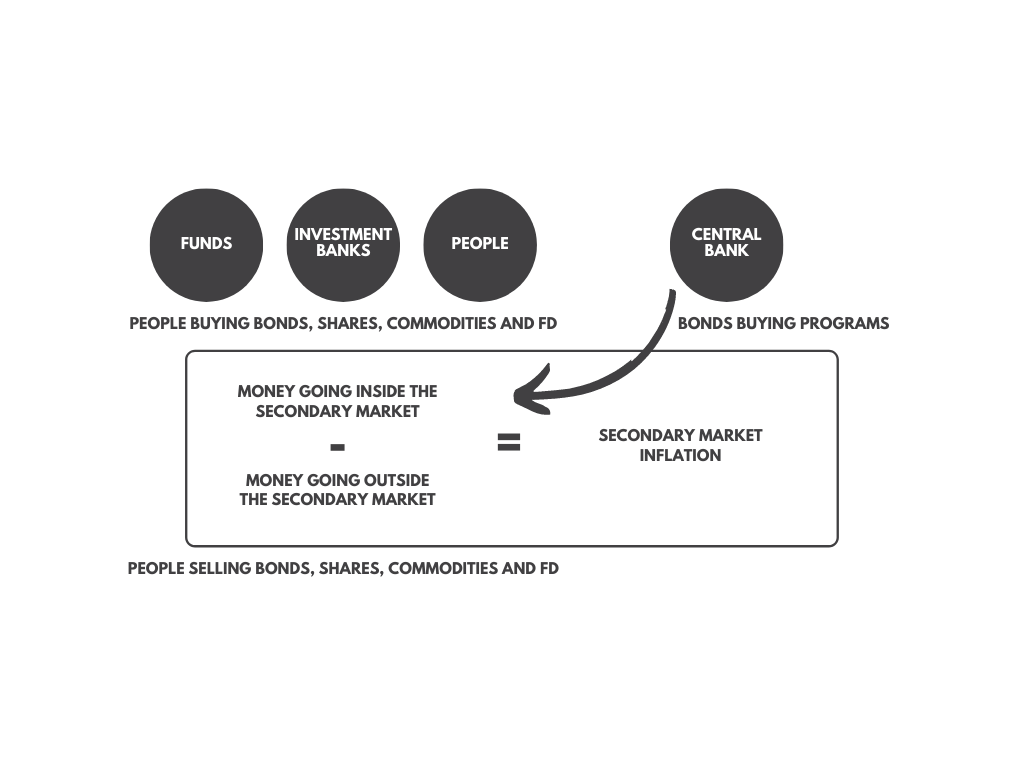 FUNDS
INVESTMENT
BANKS
PEOPLE
CENTRAL
BANK
PEOPLE BUYING BONDS, SHARES, COMMODITIES AND FD
BONDS BUYING PROGRAMS
MONEY GOING INSIDE THE
SECONDARY MARKET
-
MONEY GOING OUTSIDE
THE SECONDARY MARKET
=
SECONDARY MARKET
INFLATION
PEOPLE SELLING BONDS, SHARES, COMMODITIES AND FD